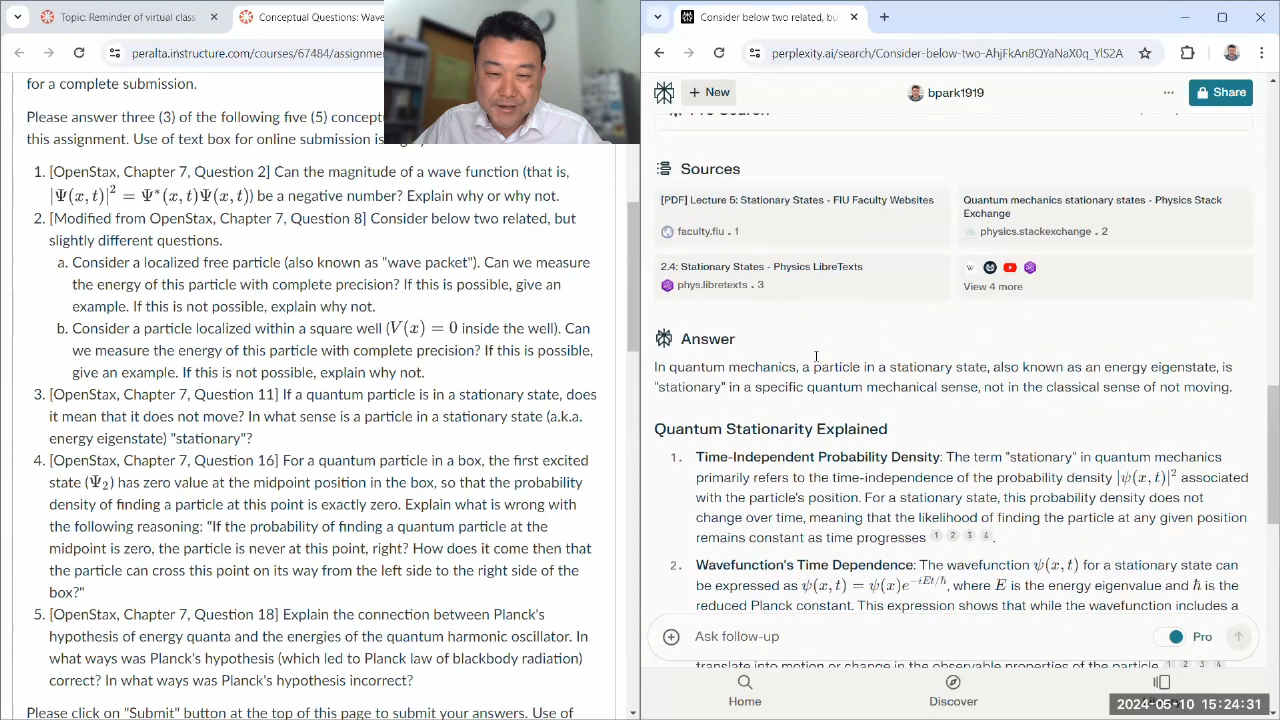 Topic: Reminder of virtual class
Conceptual Questions: Wave
peralta.instructure.com/courses/67484/assignme
for a complete submission.
Please answer three (3) of the following five (5) concept
this assignment. Use of text box for online submission is
1. [OpenStax, Chapter 7, Question 2] Can the magnitude of a wave function (that is,
|Ψ(x, t)|² = Ψ*(x, t)Ψ(x, t)) be a negative number? Explain why or why not.
2. [Modified from OpenStax, Chapter 7, Question 8] Consider below two related, but
slightly different questions.
a. Consider a localized free particle (also known as "wave packet"). Can we measure
the energy of this particle with complete precision? If this is possible, give an
example. If this is not possible, explain why not.
b. Consider a particle localized within a square well (V(x) = 0 inside the well). Can
we measure the energy of this particle with complete precision? If this is possible,
give an example. If this is not possible, explain why not.
3. [OpenStax, Chapter 7, Question 11] If a quantum particle is in a stationary state, does
it mean that it does not move? In what sense is a particle in a stationary state (a.k.a.
energy eigenstate) "stationary"?
4. [OpenStax, Chapter 7, Question 16] For a quantum particle in a box, the first excited
state (Ψ₂) has zero value at the midpoint position in the box, so that the probability
density of finding a particle at this point is exactly zero. Explain what is wrong with
the following reasoning: "If the probability of finding a quantum particle at the
midpoint is zero, the particle is never at this point, right? How does it come then that
the particle can cross this point on its way from the left side to the right side of the
box?"
5. [OpenStax, Chapter 7, Question 18] Explain the connection between Planck's
hypothesis of energy quanta and the energies of the quantum harmonic oscillator. In
what ways was Planck's hypothesis (which led to Planck law of blackbody radiation)
correct? In what ways was Planck's hypothesis incorrect?
Please click on "Submit" button at the top of this page to submit your answers. Use of
Consider below two related, bu
perplexity.ai/search/Consider-below-two-AhjFkAn8QYaNaX0I_YlS2A
New
bpark1919
Share
Sources
[PDF] Lecture 5: Stationary States - FIU Faculty Websites
faculty.fiu . 1
Quantum mechanics stationary states - Physics Stack
Exchange
physics.stackexchange . 2
2.4: Stationary States - Physics LibreTexts
phys.libretexts . 3
W
View 4 more
Answer
In quantum mechanics, a particle in a stationary state, also known as an energy eigenstate, is
"stationary" in a specific quantum mechanical sense, not in the classical sense of not moving.
Quantum Stationarity Explained
1. Time-Independent Probability Density: The term "stationary" in quantum mechanics
primarily refers to the time-independence of the probability density |ψ(x, t)|² associated
with the particle's position. For a stationary state, this probability density does not
change over time, meaning that the likelihood of finding the particle at any given position
remains constant as time progresses 1 2 3 4 .
2. Wavefunction's Time Dependence: The wavefunction ψ(x, t) for a stationary state can
be expressed as ψ(x, t) = ψ(x)e^{-iEt/ħ}, where E is the energy eigenvalue and ħ is the
reduced Planck constant. This expression shows that while the wavefunction includes a
Ask follow-up
Pro
translate into motion or change in the observable properties of the particle 1 2 3 4
Home
Discover
2024-05-10 15:24:31